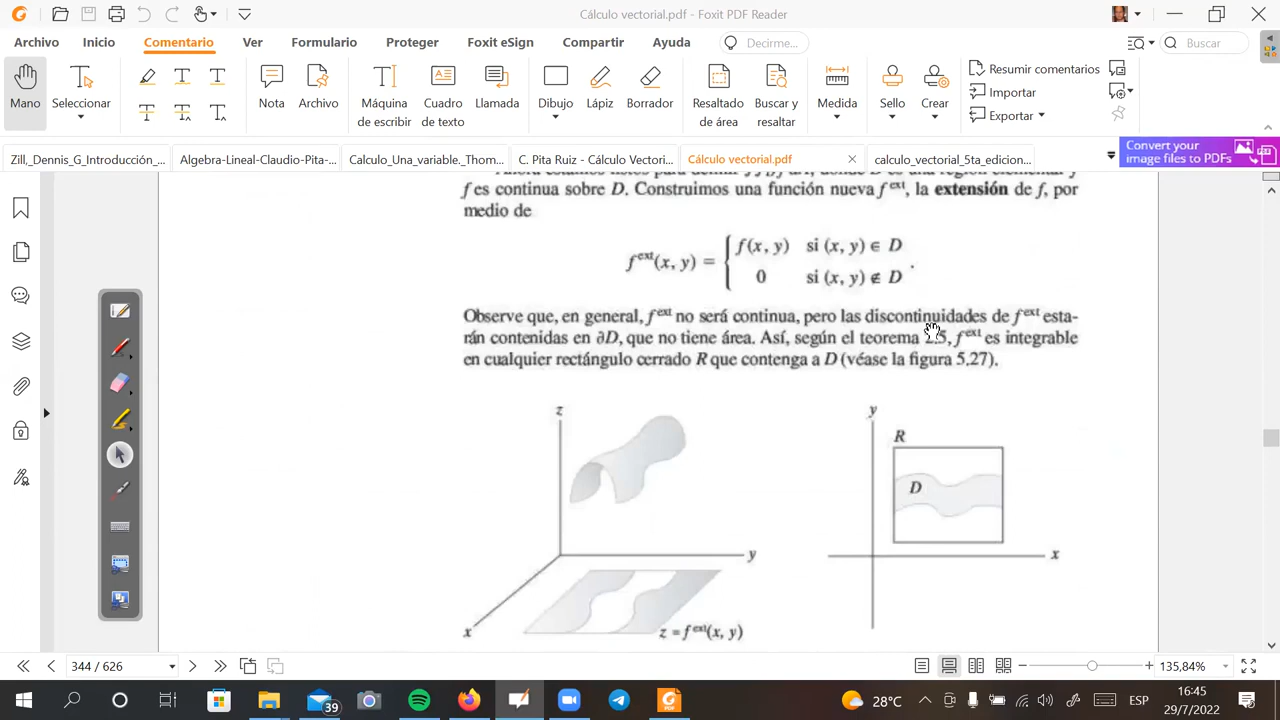 Cálculo vectorial.pdf - Foxit PDF Reader
Archivo Inicio Comentario Ver Formulario Proteger Foxit eSign Compartir Ayuda Decirme... Buscar
Mano Seleccionar Nota Archivo Máquina de escribir Cuadro de texto Llamada Dibujo Lápiz Borrador Resaltado de área Buscar y resaltar Medida Sello Crear
Resumir comentarios
Importar
Exportar
Zill,_Dennis_G_Introducción_... Algebra-Lineal-Claudio-Pita-... Calculo_Una_variable._Thom... C. Pita Ruiz - Cálculo Vectori... Cálculo vectorial.pdf calculo_vectorial_5ta_edicion...
Convert your
image files to PDFs
f es continua sobre D. Construimos una función nueva f^ext, la extensión de f, por
medio de
f^ext(x, y) = { f(x, y) si (x, y) ∈ D
0 si (x, y) ∉ D .
Observe que, en general, f^ext no será continua, pero las discontinuidades de f^ext esta-
rán contenidas en ∂D, que no tiene área. Así, según el teorema 2.5, f^ext es integrable
en cualquier rectángulo cerrado R que contenga a D (véase la figura 5.27).
z
y
x
z = f^ext(x, y)
y
R
D
x
344 / 626
135,84%
39
28°C
ESP
16:45
29/7/2022